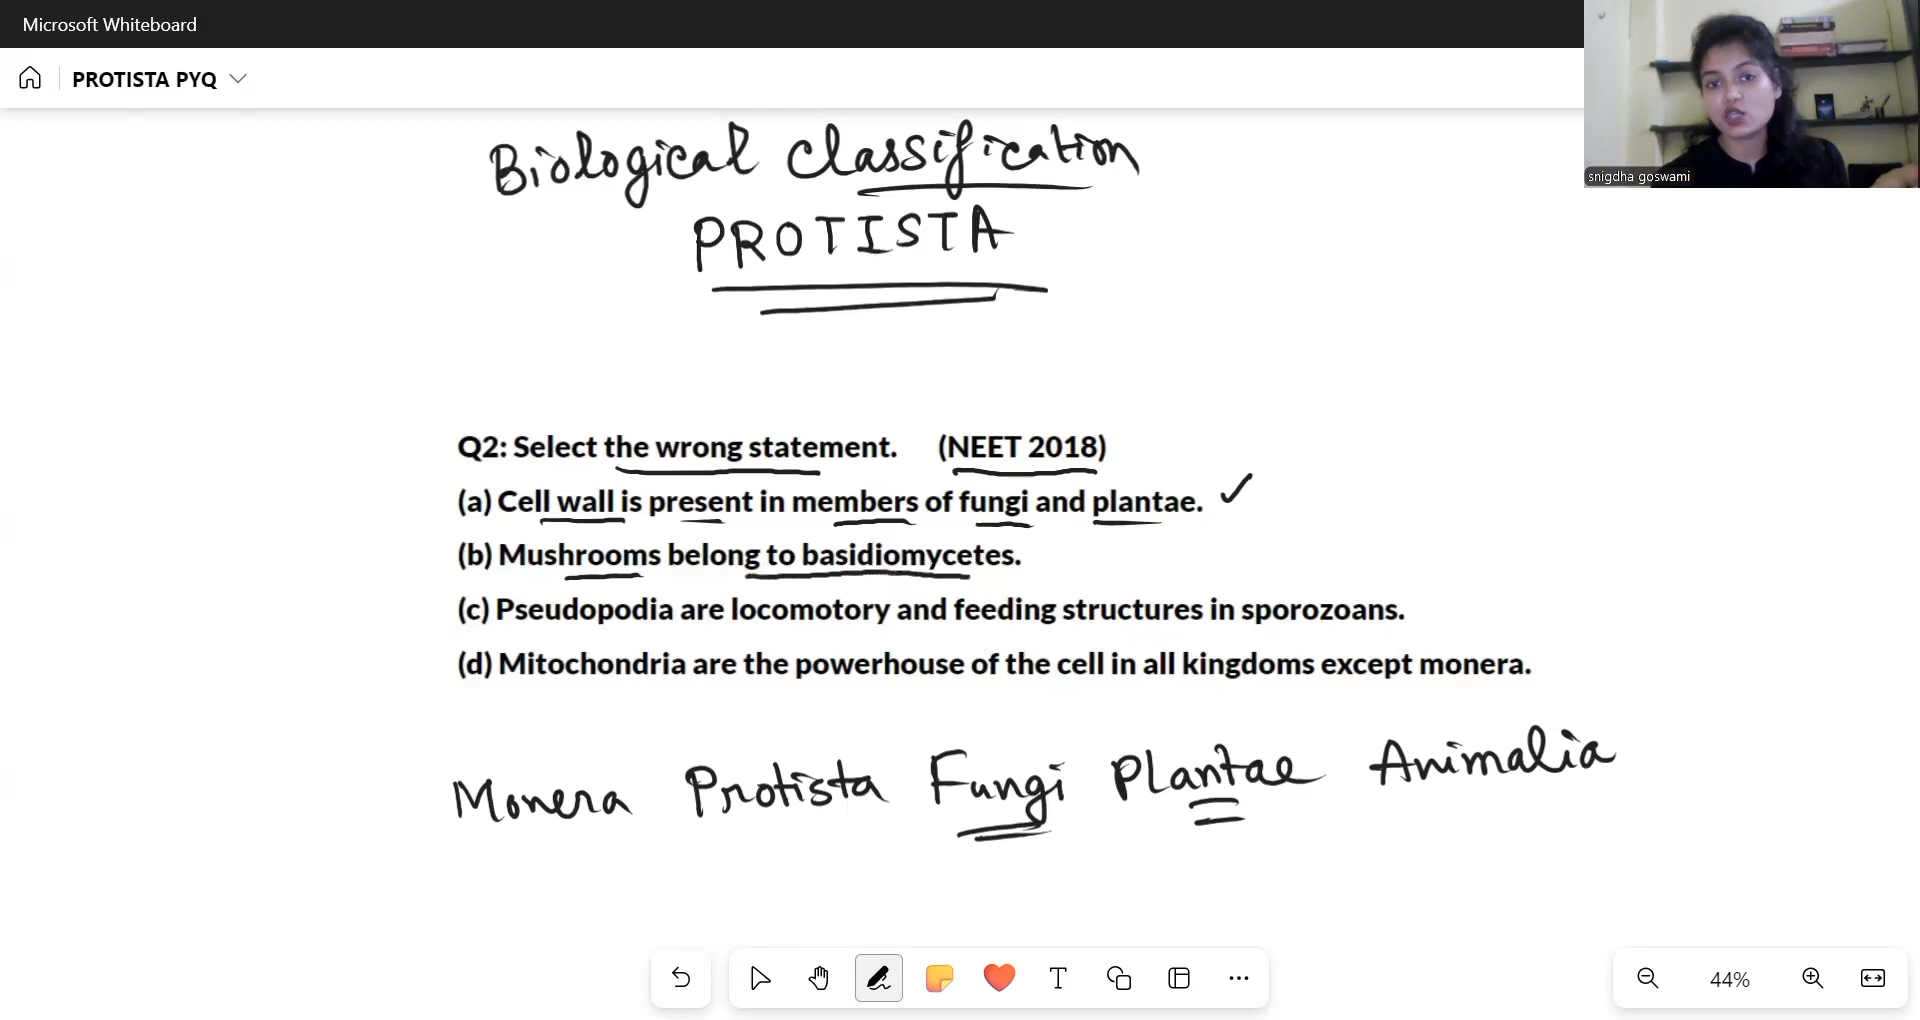 Microsoft Whiteboard
PROTISTA PYQ
snigdha goswami
Biological Classification
PROTISTA
Q2: Select the wrong statement. (NEET 2018)
(a) Cell wall is present in members of fungi and plantae.
(b) Mushrooms belong to basidiomycetes.
(c) Pseudopodia are locomotory and feeding structures in sporozoans.
(d) Mitochondria are the powerhouse of the cell in all kingdoms except monera.
Monera Protista Fungi Plantae Animalia
44%